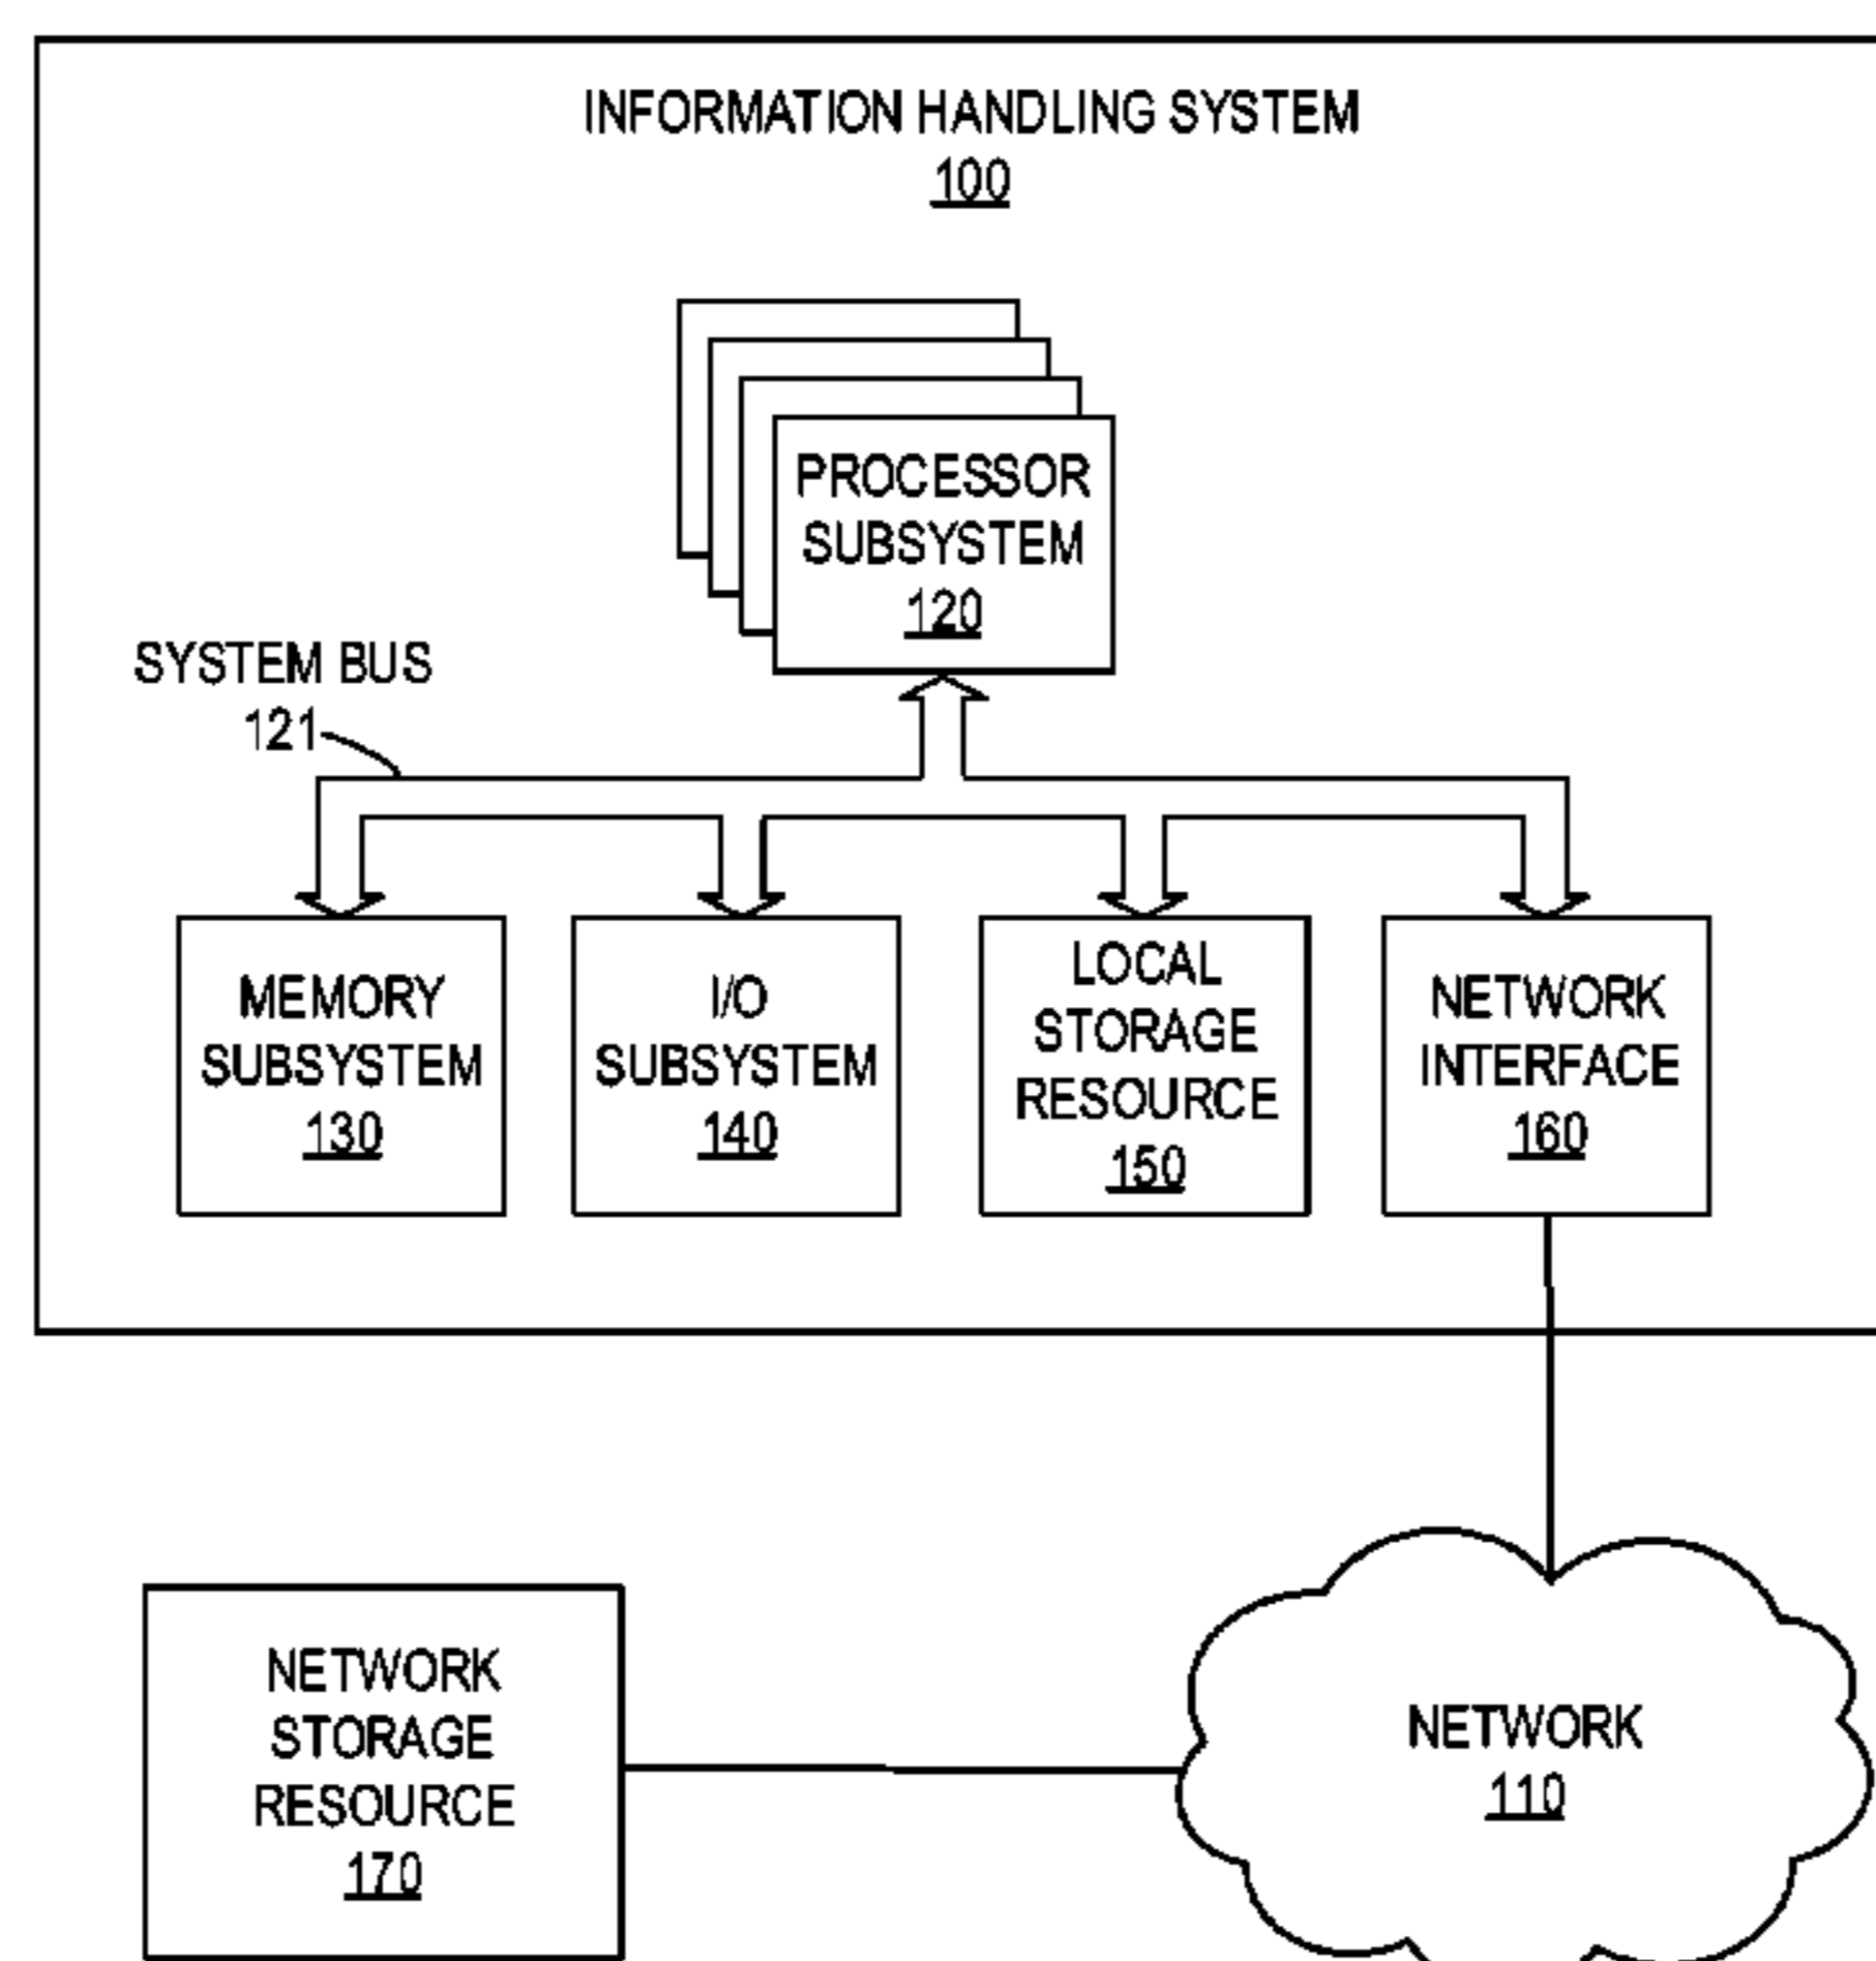 INFORMATION HANDLING SYSTEM
100
PROCESSOR
SUBSYSTEM
120
SYSTEM BUS
121
MEMORY
SUBSYSTEM
130
I/O
SUBSYSTEM
140
LOCAL
STORAGE
RESOURCE
150
NETWORK
INTERFACE
160
NETWORK
STORAGE
RESOURCE
170
NETWORK
110